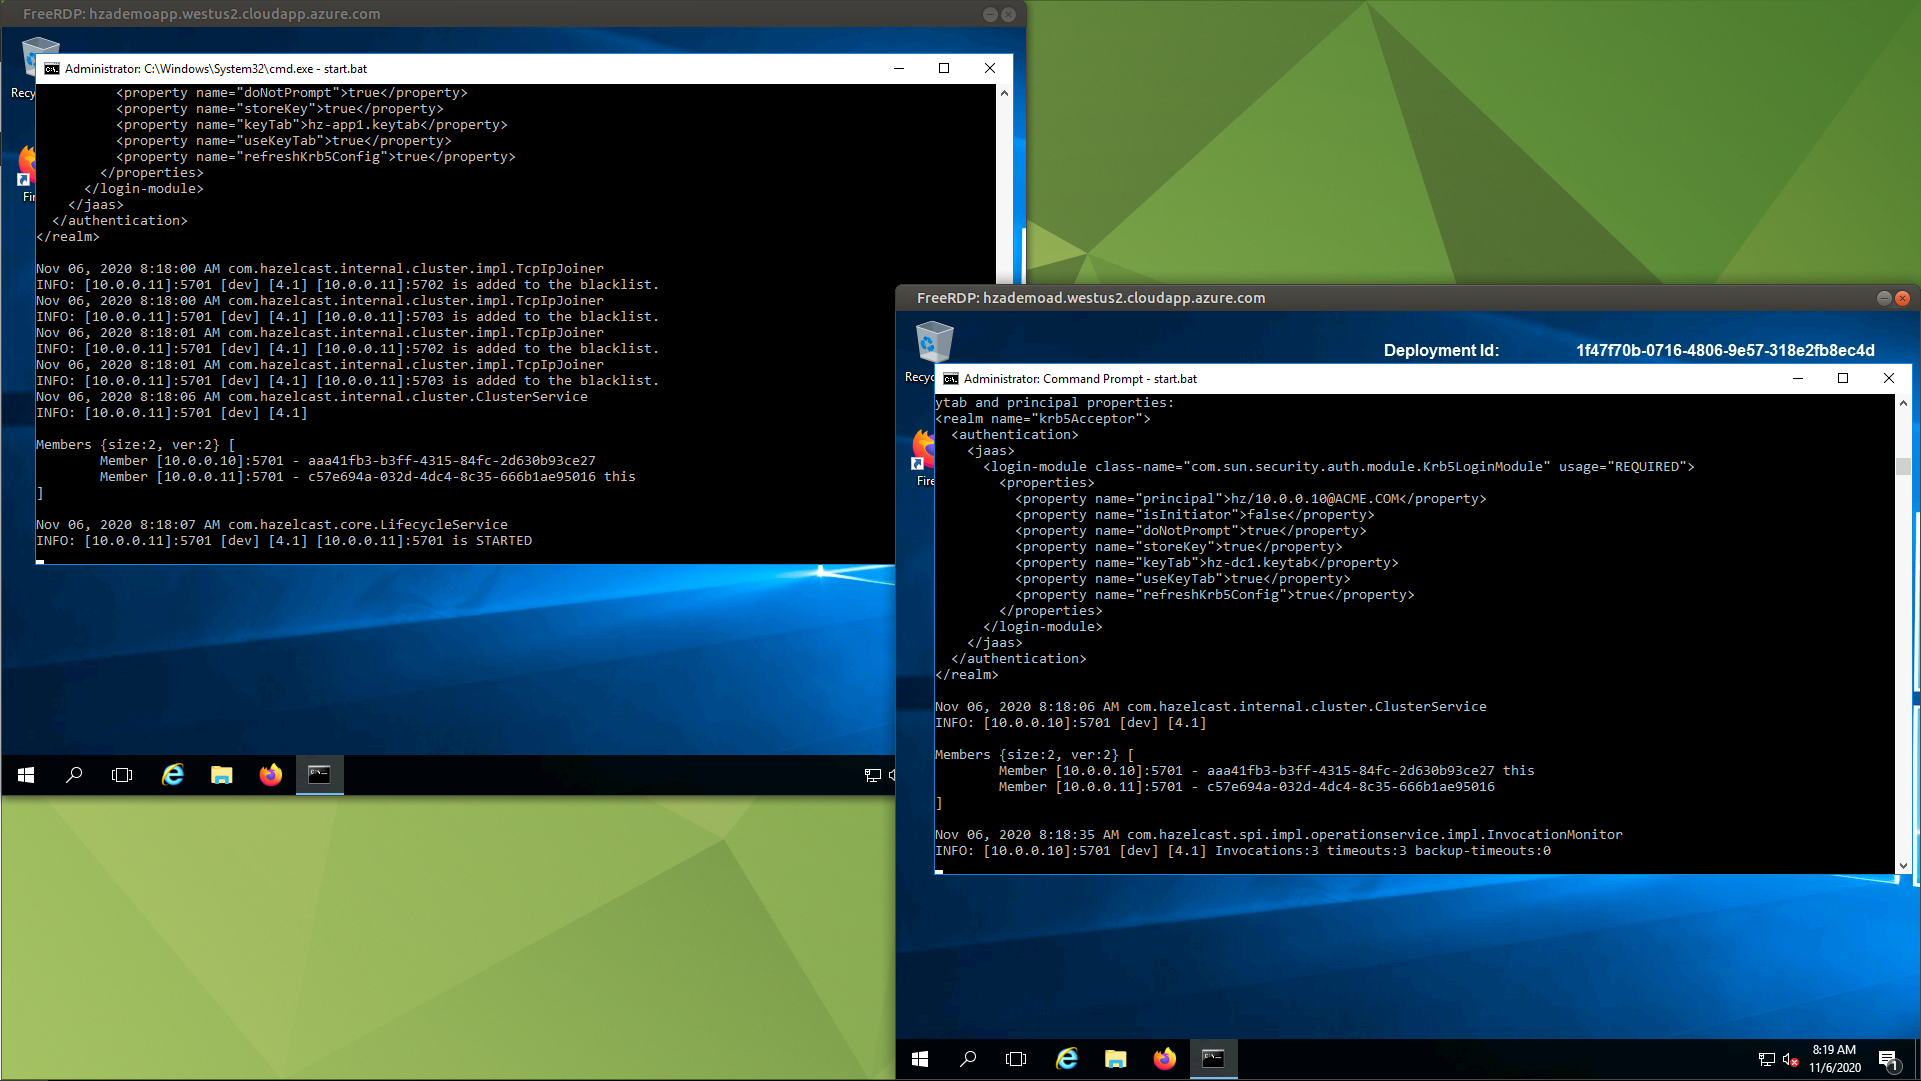 FreeRDP: hzademoapp.westus2.cloudapp.azure.com
Recy
Administrator: C:\Windows\System32\cmd.exe - start.bat
<property name="doNotPrompt">true</property>
<property name="storeKey">true</property>
<property name="keyTab">hz-app1.keytab</property>
<property name="useKeyTab">true</property>
<property name="refreshKrb5Config">true</property>
</properties>
</login-module>
</jaas>
</authentication>
</realm>
Fir
Nov 06, 2020 8:18:00 AM com.hazelcast.internal.cluster.impl.TcpIpJoiner
INFO: [10.0.0.11]:5701 [dev] [4.1] [10.0.0.11]:5702 is added to the blacklist.
Nov 06, 2020 8:18:00 AM com.hazelcast.internal.cluster.impl.TcpIpJoiner
INFO: [10.0.0.11]:5701 [dev] [4.1] [10.0.0.11]:5703 is added to the blacklist.
Nov 06, 2020 8:18:01 AM com.hazelcast.internal.cluster.impl.TcpIpJoiner
INFO: [10.0.0.11]:5701 [dev] [4.1] [10.0.0.11]:5702 is added to the blacklist.
Nov 06, 2020 8:18:01 AM com.hazelcast.internal.cluster.impl.TcpIpJoiner
INFO: [10.0.0.11]:5701 [dev] [4.1] [10.0.0.11]:5703 is added to the blacklist.
Nov 06, 2020 8:18:06 AM com.hazelcast.internal.cluster.ClusterService
INFO: [10.0.0.11]:5701 [dev] [4.1]
Members {size:2, ver:2} [
Member [10.0.0.10]:5701 - aaa41fb3-b3ff-4315-84fc-2d630b93ce27
Member [10.0.0.11]:5701 - c57e694a-032d-4dc4-8c35-666b1ae95016 this
]
Nov 06, 2020 8:18:07 AM com.hazelcast.core.LifecycleService
INFO: [10.0.0.11]:5701 [dev] [4.1] [10.0.0.11]:5701 is STARTED
FreeRDP: hzademoad.westus2.cloudapp.azure.com
Deployment Id: 1f47f70b-0716-4806-9e57-318e2fb8ec4d
Recyc
Administrator: Command Prompt - start.bat
ytab and principal properties:
<realm name="krb5Acceptor">
<authentication>
<jaas>
<login-module class-name="com.sun.security.auth.module.Krb5LoginModule" usage="REQUIRED">
<properties>
<property name="principal">hz/10.0.0.10@ACME.COM</property>
<property name="isInitiator">false</property>
<property name="doNotPrompt">true</property>
<property name="storeKey">true</property>
<property name="keyTab">hz-dc1.keytab</property>
<property name="useKeyTab">true</property>
<property name="refreshKrb5Config">true</property>
</properties>
</login-module>
</jaas>
</authentication>
</realm>
Fire
Nov 06, 2020 8:18:06 AM com.hazelcast.internal.cluster.ClusterService
INFO: [10.0.0.10]:5701 [dev] [4.1]
Members {size:2, ver:2} [
Member [10.0.0.10]:5701 - aaa41fb3-b3ff-4315-84fc-2d630b93ce27 this
Member [10.0.0.11]:5701 - c57e694a-032d-4dc4-8c35-666b1ae95016
]
Nov 06, 2020 8:18:35 AM com.hazelcast.spi.impl.operationservice.impl.InvocationMonitor
INFO: [10.0.0.10]:5701 [dev] [4.1] Invocations:3 timeouts:3 backup-timeouts:0
8:19 AM
11/6/2020
1